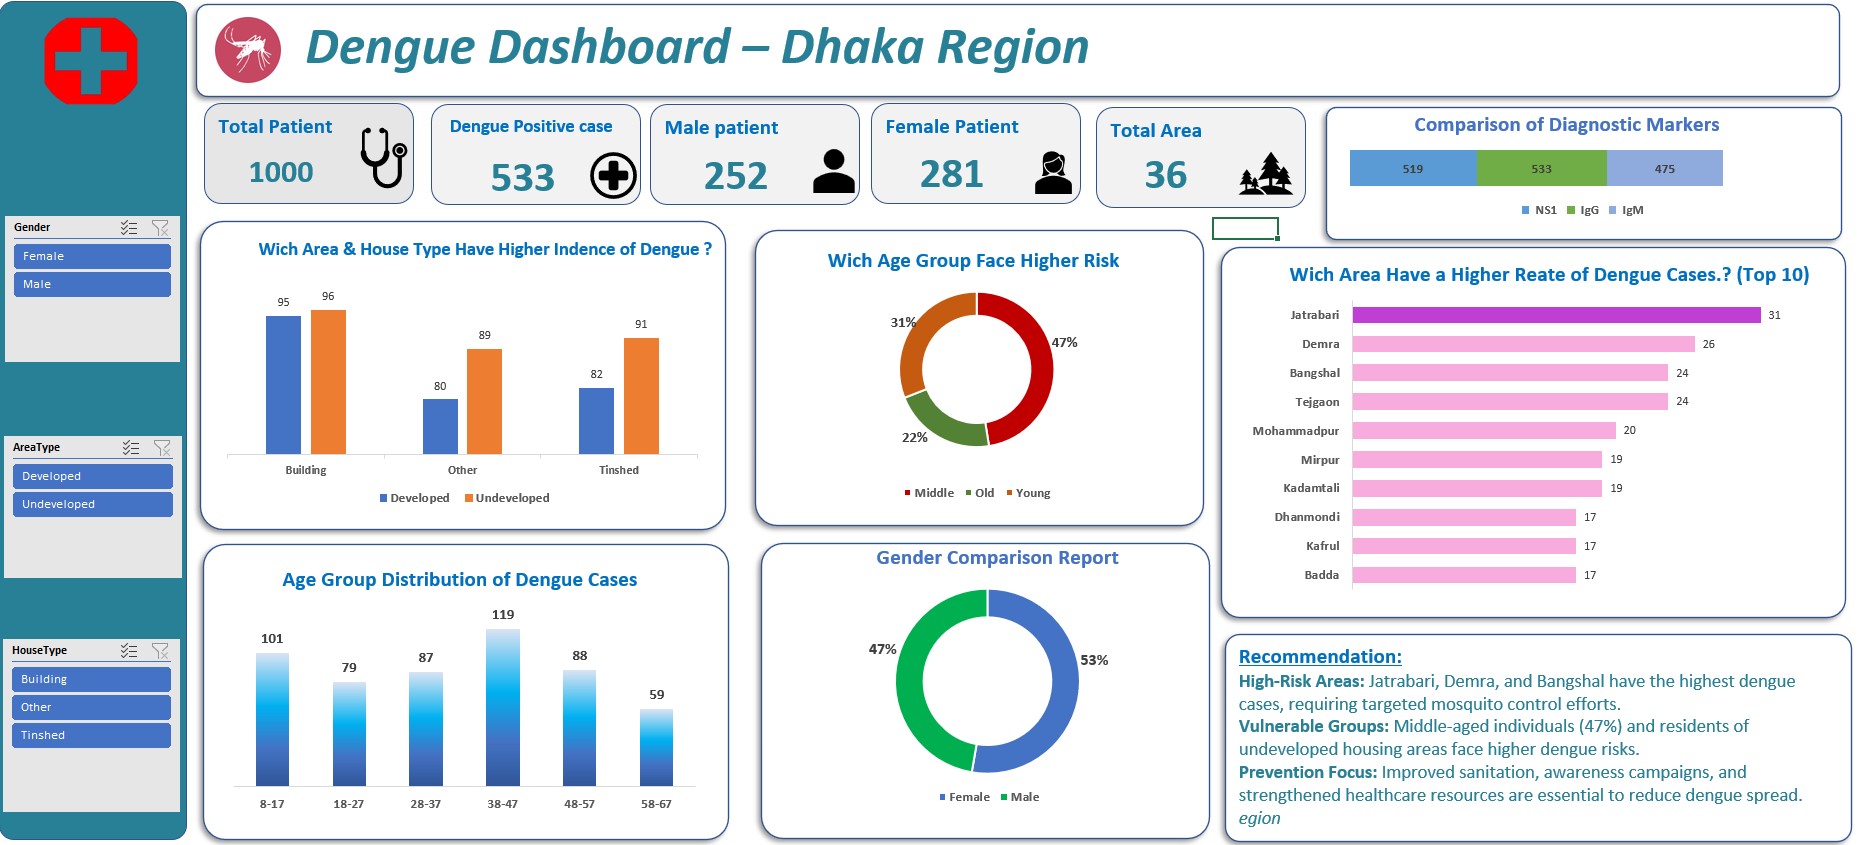 Dengue Dashboard – Dhaka Region
Total Patient
1000
Dengue Positive case
533
Male patient
252
Female Patient
281
Total Area
36
Comparison of Diagnostic Markers
519 533 475
NS1 IgG IgM
Gender
Female
Male
AreaType
Developed
Undeveloped
HouseType
Building
Other
Tinshed
Wich Area & House Type Have Higher Indence of Dengue ?
95 96 80 89 82 91
Building Other Tinshed
Developed Undeveloped
Wich Age Group Face Higher Risk
31% 47%
22%
Middle Old Young
Wich Area Have a Higher Reate of Dengue Cases.? (Top 10)
Jatrabari 31
Demra 26
Bangshal 24
Tejgaon 24
Mohammadpur 20
Mirpur 19
Kadamtali 19
Dhanmondi 17
Kafrul 17
Badda 17
Age Group Distribution of Dengue Cases
101 79 87 119 88 59
8-17 18-27 28-37 38-47 48-57 58-67
Gender Comparison Report
47% 53%
Female Male
Recommendation:
High-Risk Areas: Jatrabari, Demra, and Bangshal have the highest dengue
cases, requiring targeted mosquito control efforts.
Vulnerable Groups: Middle-aged individuals (47%) and residents of
undeveloped housing areas face higher dengue risks.
Prevention Focus: Improved sanitation, awareness campaigns, and
strengthened healthcare resources are essential to reduce dengue spread.
egion